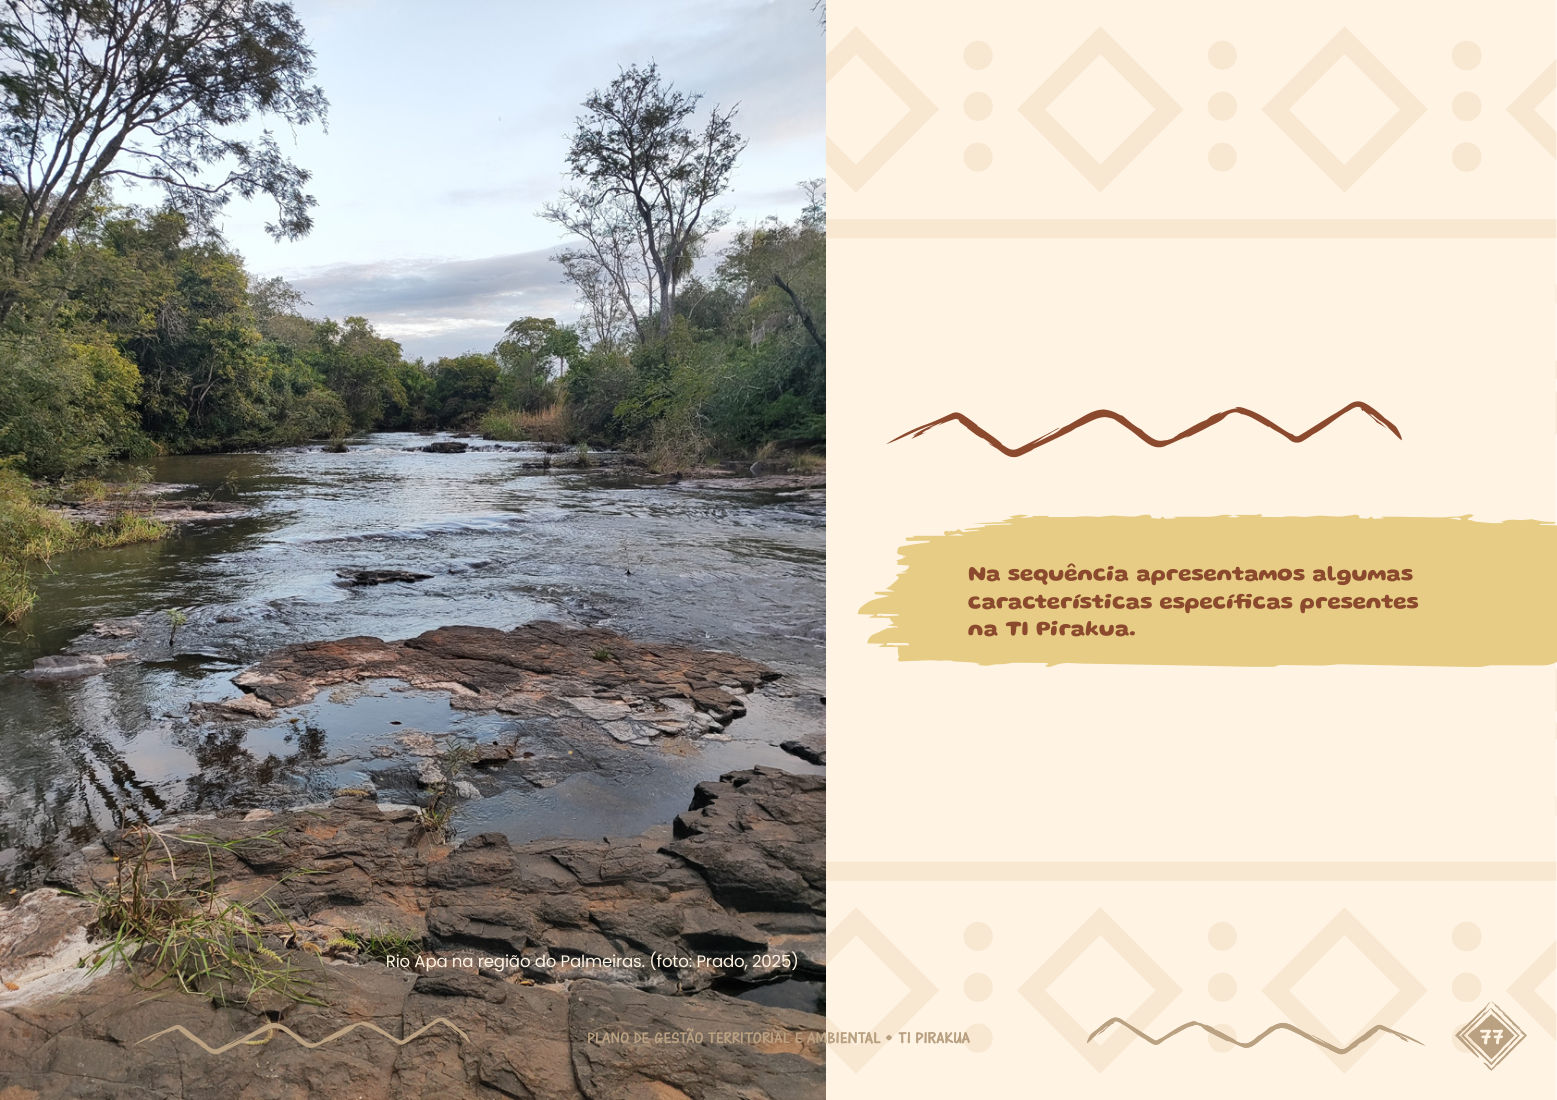 Na sequência apresentamos algumas
características específicas presentes
na TI Pirakua.
Rio Apa na região do Palmeiras. (foto: Prado, 2025)
PLANO DE GESTÃO TERRITORIAL E AMBIENTAL • TI PIRAKUA
77